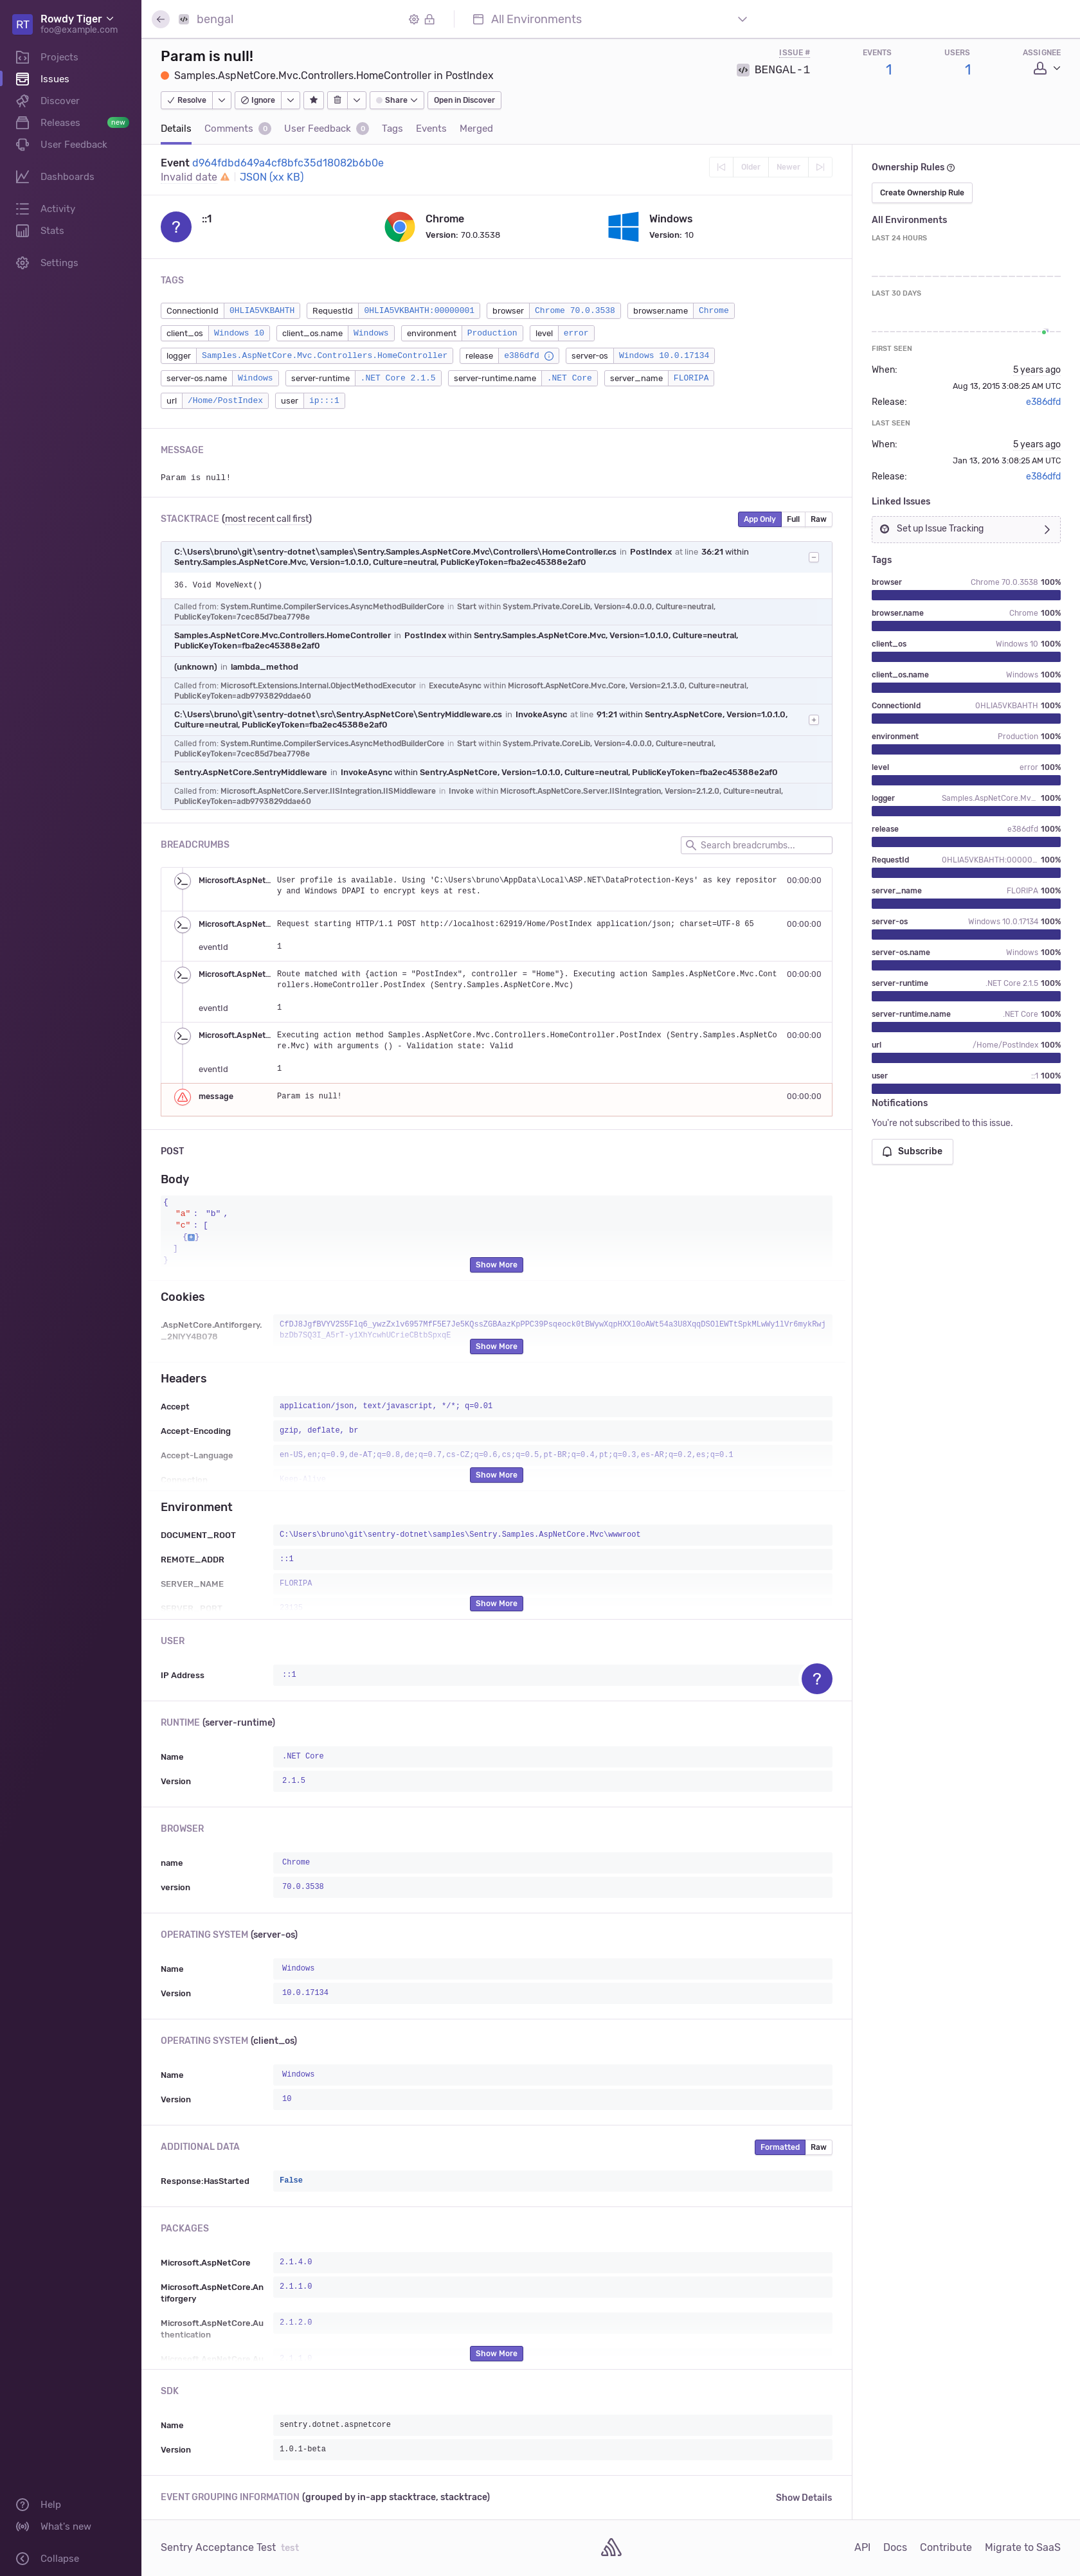 RT
Rowdy Tiger
foo@example.com
Projects
Issues
Discover
Releases new
User Feedback
Dashboards
Activity
Stats
Settings
Help
What's new
Collapse
bengal
All Environments
Param is null!
Samples.AspNetCore.Mvc.Controllers.HomeController in PostIndex
ISSUE #
BENGAL-1
EVENTS
1
USERS
1
ASSIGNEE
Resolve
Ignore
Share
Open in Discover
Details
Comments 0
User Feedback 0
Tags
Events
Merged
Event d964fdbd649a4cf8bfc35d18082b6b0e
Invalid date JSON (xx KB)
Older
Newer
?
::1
Chrome
Version: 70.0.3538
Windows
Version: 10
TAGS
ConnectionId 0HLIA5VKBAHTH RequestId 0HLIA5VKBAHTH:00000001 browser Chrome 70.0.3538 browser.name Chrome
client_os Windows 10 client_os.name Windows environment Production level error
logger Samples.AspNetCore.Mvc.Controllers.HomeController release e386dfd server-os Windows 10.0.17134
server-os.name Windows server-runtime .NET Core 2.1.5 server-runtime.name .NET Core server_name FLORIPA
url /Home/PostIndex user ip:::1
MESSAGE
Param is null!
STACKTRACE (most recent call first)
App Only Full Raw
C:\Users\bruno\git\sentry-dotnet\samples\Sentry.Samples.AspNetCore.Mvc\Controllers\HomeController.cs in PostIndex at line 36:21 within
Sentry.Samples.AspNetCore.Mvc, Version=1.0.1.0, Culture=neutral, PublicKeyToken=fba2ec45388e2af0
36. Void MoveNext()
Called from: System.Runtime.CompilerServices.AsyncMethodBuilderCore in Start within System.Private.CoreLib, Version=4.0.0.0, Culture=neutral,
PublicKeyToken=7cec85d7bea7798e
Samples.AspNetCore.Mvc.Controllers.HomeController in PostIndex within Sentry.Samples.AspNetCore.Mvc, Version=1.0.1.0, Culture=neutral,
PublicKeyToken=fba2ec45388e2af0
(unknown) in lambda_method
Called from: Microsoft.Extensions.Internal.ObjectMethodExecutor in ExecuteAsync within Microsoft.AspNetCore.Mvc.Core, Version=2.1.3.0, Culture=neutral,
PublicKeyToken=adb9793829ddae60
C:\Users\bruno\git\sentry-dotnet\src\Sentry.AspNetCore\SentryMiddleware.cs in InvokeAsync at line 91:21 within Sentry.AspNetCore, Version=1.0.1.0,
Culture=neutral, PublicKeyToken=fba2ec45388e2af0
Called from: System.Runtime.CompilerServices.AsyncMethodBuilderCore in Start within System.Private.CoreLib, Version=4.0.0.0, Culture=neutral,
PublicKeyToken=7cec85d7bea7798e
Sentry.AspNetCore.SentryMiddleware in InvokeAsync within Sentry.AspNetCore, Version=1.0.1.0, Culture=neutral, PublicKeyToken=fba2ec45388e2af0
Called from: Microsoft.AspNetCore.Server.IISIntegration.IISMiddleware in Invoke within Microsoft.AspNetCore.Server.IISIntegration, Version=2.1.2.0, Culture=neutral,
PublicKeyToken=adb9793829ddae60
BREADCRUMBS
Search breadcrumbs...
Microsoft.AspNet... User profile is available. Using 'C:\Users\bruno\AppData\Local\ASP.NET\DataProtection-Keys' as key repositor 00:00:00
y and Windows DPAPI to encrypt keys at rest.
Microsoft.AspNet... Request starting HTTP/1.1 POST http://localhost:62919/Home/PostIndex application/json; charset=UTF-8 65 00:00:00
eventId 1
Microsoft.AspNet... Route matched with {action = "PostIndex", controller = "Home"}. Executing action Samples.AspNetCore.Mvc.Cont 00:00:00
rollers.HomeController.PostIndex (Sentry.Samples.AspNetCore.Mvc)
eventId 1
Microsoft.AspNet... Executing action method Samples.AspNetCore.Mvc.Controllers.HomeController.PostIndex (Sentry.Samples.AspNetCo 00:00:00
re.Mvc) with arguments () - Validation state: Valid
eventId 1
message Param is null! 00:00:00
POST
Body
{
"a": "b",
"c": [
{+}
]
}
Show More
Cookies
.AspNetCore.Antiforgery. CfDJ8JgfBVYV2S5Flq6_ywzZxlv6957MfF5E7Je5KQssZGBAazKpPPC39Psqeock0tBWywXqpHXXl0oAWt54a3U8XqqDSOlEWTtSpkMLwWy1lVr6mykRwj
_2NIYY4B078 bzDb7SQ3I_A5rT-y1XhYcwhUCrieCBtbSpxqE
Show More
Headers
Accept application/json, text/javascript, */*; q=0.01
Accept-Encoding gzip, deflate, br
Accept-Language en-US,en;q=0.9,de-AT;q=0.8,de;q=0.7,cs-CZ;q=0.6,cs;q=0.5,pt-BR;q=0.4,pt;q=0.3,es-AR;q=0.2,es;q=0.1
Show More
Environment
DOCUMENT_ROOT C:\Users\bruno\git\sentry-dotnet\samples\Sentry.Samples.AspNetCore.Mvc\wwwroot
REMOTE_ADDR ::1
SERVER_NAME FLORIPA
Show More
USER
IP Address ::1
?
RUNTIME (server-runtime)
Name .NET Core
Version 2.1.5
BROWSER
name Chrome
version 70.0.3538
OPERATING SYSTEM (server-os)
Name Windows
Version 10.0.17134
OPERATING SYSTEM (client_os)
Name Windows
Version 10
ADDITIONAL DATA
Formatted Raw
Response:HasStarted False
PACKAGES
Microsoft.AspNetCore 2.1.4.0
Microsoft.AspNetCore.An 2.1.1.0
tiforgery
Microsoft.AspNetCore.Au 2.1.2.0
thentication
Show More
SDK
Name sentry.dotnet.aspnetcore
Version 1.0.1-beta
EVENT GROUPING INFORMATION (grouped by in-app stacktrace, stacktrace)
Show Details
Ownership Rules
Create Ownership Rule
All Environments
LAST 24 HOURS
LAST 30 DAYS
FIRST SEEN
When: 5 years ago
Aug 13, 2015 3:08:25 AM UTC
Release: e386dfd
LAST SEEN
When: 5 years ago
Jan 13, 2016 3:08:25 AM UTC
Release: e386dfd
Linked Issues
Set up Issue Tracking
Tags
browser Chrome 70.0.3538 100%
browser.name Chrome 100%
client_os Windows 10 100%
client_os.name Windows 100%
ConnectionId 0HLIA5VKBAHTH 100%
environment Production 100%
level error 100%
logger Samples.AspNetCore.Mv... 100%
release e386dfd 100%
RequestId 0HLIA5VKBAHTH:00000... 100%
server_name FLORIPA 100%
server-os Windows 10.0.17134 100%
server-os.name Windows 100%
server-runtime .NET Core 2.1.5 100%
server-runtime.name .NET Core 100%
url /Home/PostIndex 100%
user ::1 100%
Notifications
You're not subscribed to this issue.
Subscribe
Sentry Acceptance Test test
API
Docs
Contribute
Migrate to SaaS